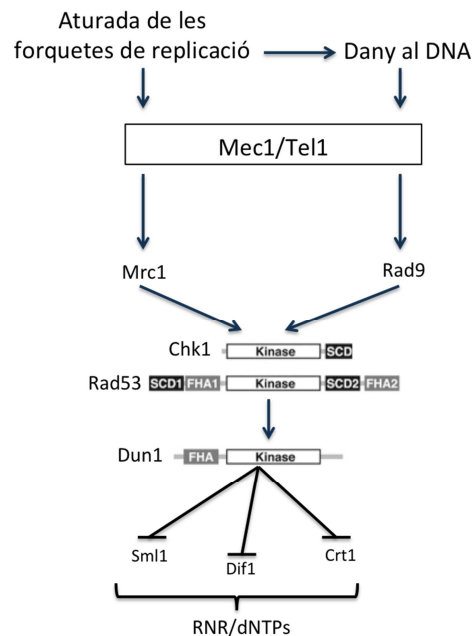 Aturada de les
forquetes de replicació
Dany al DNA
Mec1/Tel1
Mrc1
Rad9
Chk1 Kinase SCD
Rad53 SCD1 FHA1 Kinase SCD2 FHA2
Dun1 FHA Kinase
Sml1
Dif1
Crt1
RNR/dNTPs